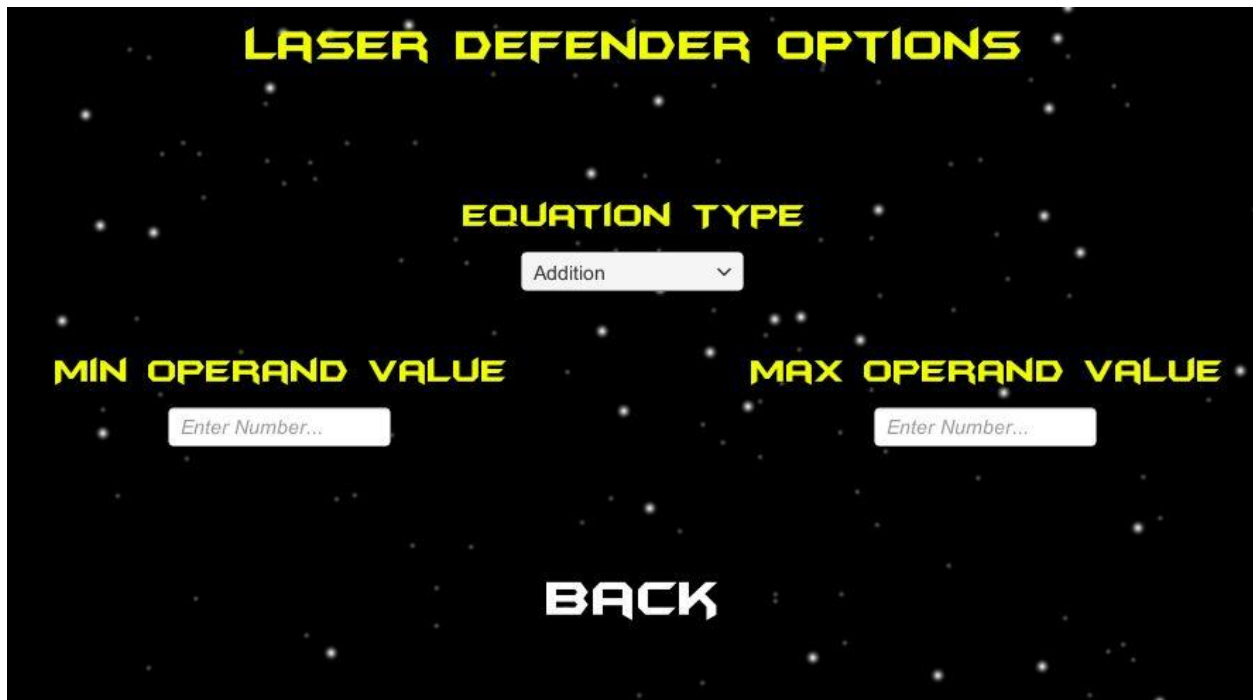 LASER DEFENDER OPTIONS
EQUATION TYPE
Addition
MIN OPERAND VALUE MAX OPERAND VALUE
Enter Number... Enter Number...
BACK